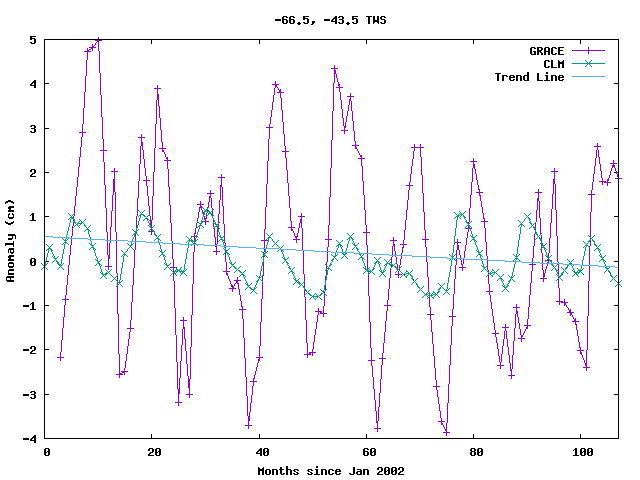 -66.5, -43.5 TWS
GRACE
CLM
Trend Line
5
4
3
2
1
0
-1
-2
-3
-4
Anomaly (cm)
0 20 40 60 80 100
Months since Jan 2002